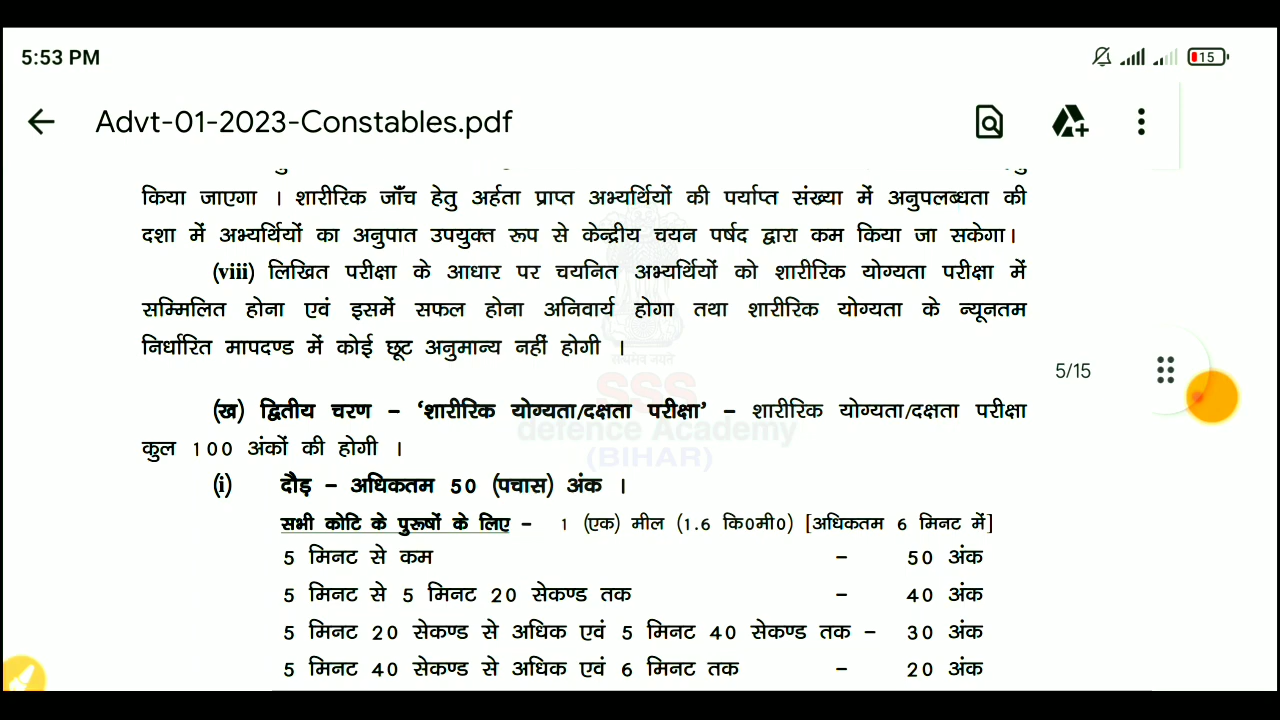 5:53 PM
15
Advt-01-2023-Constables.pdf
किया जाएगा । शारीरिक जाँच हेतु अर्हता प्राप्त अभ्यर्थियों की पर्याप्त संख्या में अनुपलब्धता की
दशा में अभ्यर्थियों का अनुपात उपयुक्त रूप से केन्द्रीय चयन पर्षद द्वारा कम किया जा सकेगा।
(viii) लिखित परीक्षा के आधार पर चयनित अभ्यर्थियों को शारीरिक योग्यता परीक्षा में
सम्मिलित होना एवं इसमें सफल होना अनिवार्य होगा तथा शारीरिक योग्यता के न्यूनतम
निर्धारित मापदण्ड में कोई छूट अनुमान्य नहीं होगी ।
सत्यमेव जयते
5/15
SSS
(ख) द्वितीय चरण – ‘शारीरिक योग्यता/दक्षता परीक्षा’ – शारीरिक योग्यता/दक्षता परीक्षा
defence Academy
कुल 100 अंकों की होगी ।
(BIHAR)
(i) दौड़ – अधिकतम 50 (पचास) अंक ।
सभी कोटि के पुरूषों के लिए – 1 (एक) मील (1.6 कि0मी0) [अधिकतम 6 मिनट में]
5 मिनट से कम – 50 अंक
5 मिनट से 5 मिनट 20 सेकण्ड तक – 40 अंक
5 मिनट 20 सेकण्ड से अधिक एवं 5 मिनट 40 सेकण्ड तक – 30 अंक
5 मिनट 40 सेकण्ड से अधिक एवं 6 मिनट तक – 20 अंक